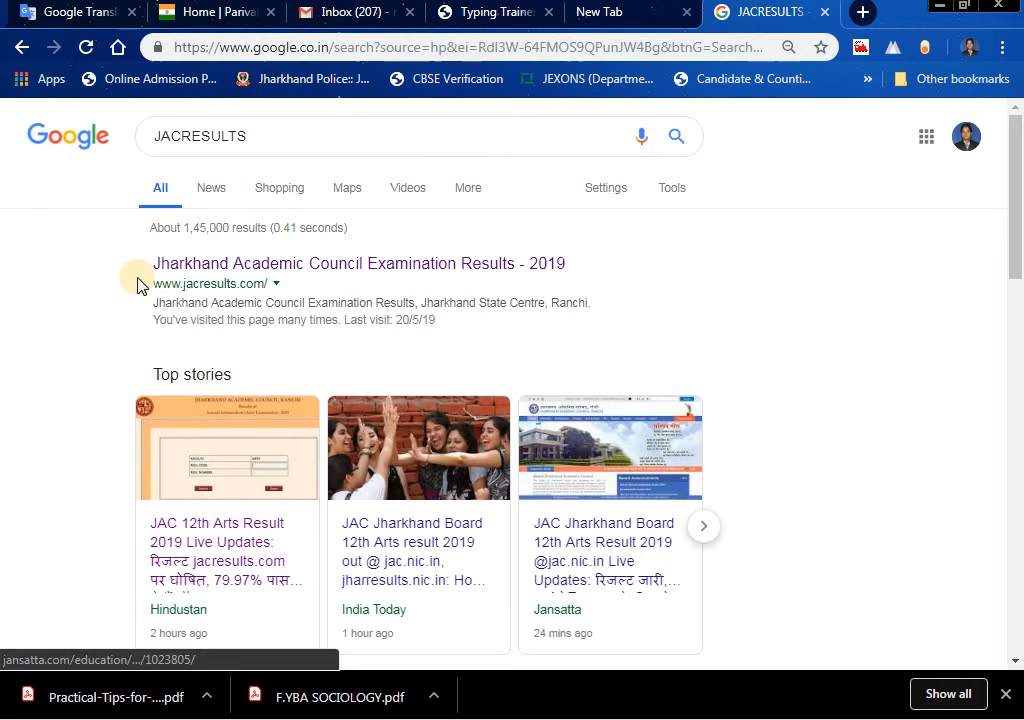 Google Transl
Home | Pariva
Inbox (207) - r
Typing Traine
New Tab
JACRESULTS -
https://www.google.co.in/search?source=hp&ei=RdI3W-64FMOS9QPunJW4Bg&btnG=Search...
Apps
Online Admission P...
Jharkhand Police:: J...
CBSE Verification
JEXONS (Departme...
Candidate & Counti...
»
Other bookmarks
Google
JACRESULTS
All
News
Shopping
Maps
Videos
More
Settings
Tools
About 1,45,000 results (0.41 seconds)
Jharkhand Academic Council Examination Results - 2019
www.jacresults.com/
Jharkhand Academic Council Examination Results, Jharkhand State Centre, Ranchi.
You've visited this page many times. Last visit: 20/5/19
Top stories
JHARKHAND ACADEMIC COUNCIL, RANCHI
JAC 12th Arts Result
2019 Live Updates:
रिजल्ट jacresults.com
पर घोषित, 79.97% पास...
Hindustan
2 hours ago
JAC Jharkhand Board
12th Arts result 2019
out @ jac.nic.in,
jharresults.nic.in: Ho...
India Today
1 hour ago
JAC Jharkhand Board
12th Arts Result 2019
@jac.nic.in Live
Updates: रिजल्ट जारी,...
Jansatta
24 mins ago
jansatta.com/education/.../1023805/
Practical-Tips-for-....pdf
F.YBA SOCIOLOGY.pdf
Show all